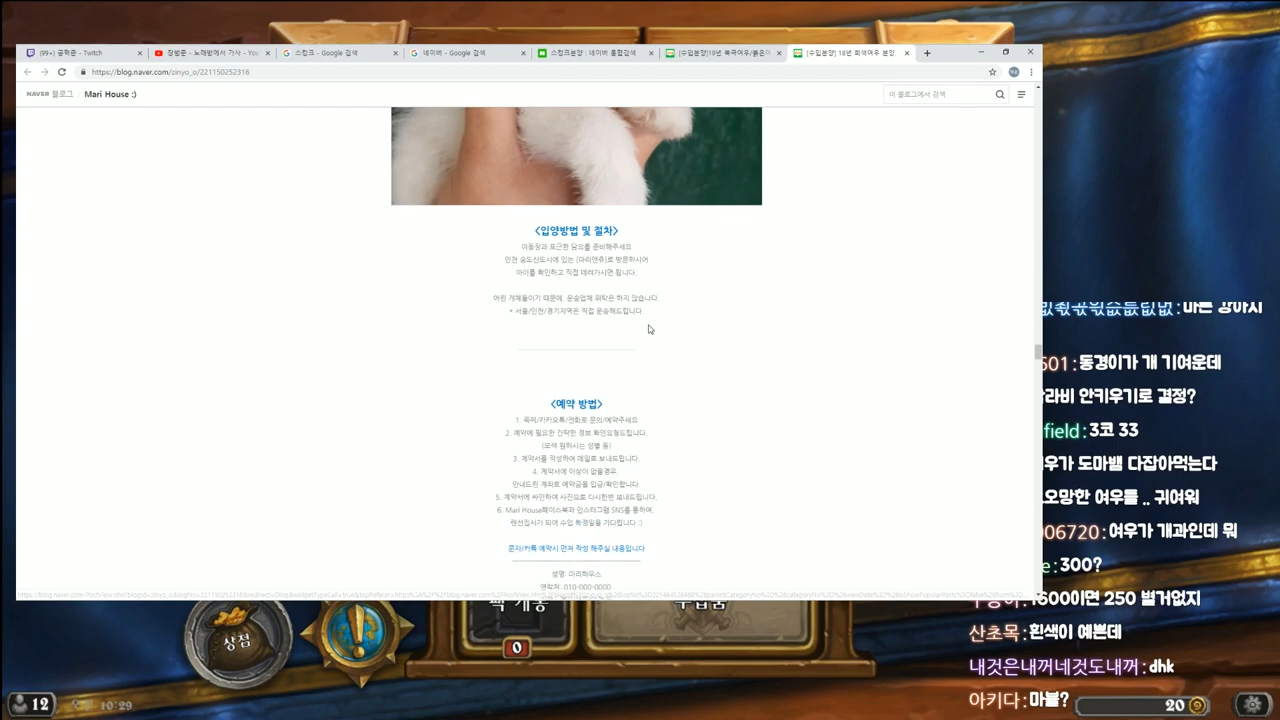 (99+) 공혁준 - Twitch
장범준 - 노래방에서 가사 - You
스컹크 - Google 검색
네이버 - Google 검색
스컹크분양 : 네이버 통합검색
[수입분양]19년 북극여우/붉은여
[수입분양] 18년 회색여우 분양
https://blog.naver.com/zinyo_o/221150252316
NAVER 블로그
Mari House :)
이 블로그에서 검색
<입양방법 및 절차>
이동장과 포근한 담요를 준비해주세요
인천 송도신도시에 있는 [마리앤쥬]로 방문하시어
아이를 확인하고 직접 데려가시면 됩니다.
어린 개체들이기 때문에, 운송업체 위탁은 하지 않습니다
+ 서울/인천/경기지역은 직접 운송해드립니다.
<예약 방법>
1. 쪽찌/카카오톡/전화로 문의/예약주세요
2. 예약에 필요한 간략한 정보 확인요청드립니다.
(모색 원하시는 성별 등)
3. 계약서를 작성하여 메일로 보내드립니다.
4. 계약서에 이상이 없을경우,
안내드린 계좌로 예약금을 입금/확인합니다.
5. 계약서에 싸인하여 사진으로 다시한번 보내드립니다.
6. Mari House페이스북과 인스타그램 SNS를 통하여,
랜선집사가 되어 수입 확정일을 기다립니다 :)
문자/카톡 예약시 먼저 작성 해주실 내용입니다
성명: 마리하우스
연락처: 010-000-0000
601: 동경이가 개 기여운데
라비 안키우기로 결정?
field: 3코 33
우가 도마뱀 다잡아먹는다
오망한 여우들 .. 귀여워
006720: 여우가 개과인데 뭐
e: 300?
1600이면 250 벌거없지
산초목: 흰색이 예쁜데
내것은내꺼네것도내꺼: dhk
아키다: 마블?
상점
팩 개봉
0
수집품
12
오전 10:29
20